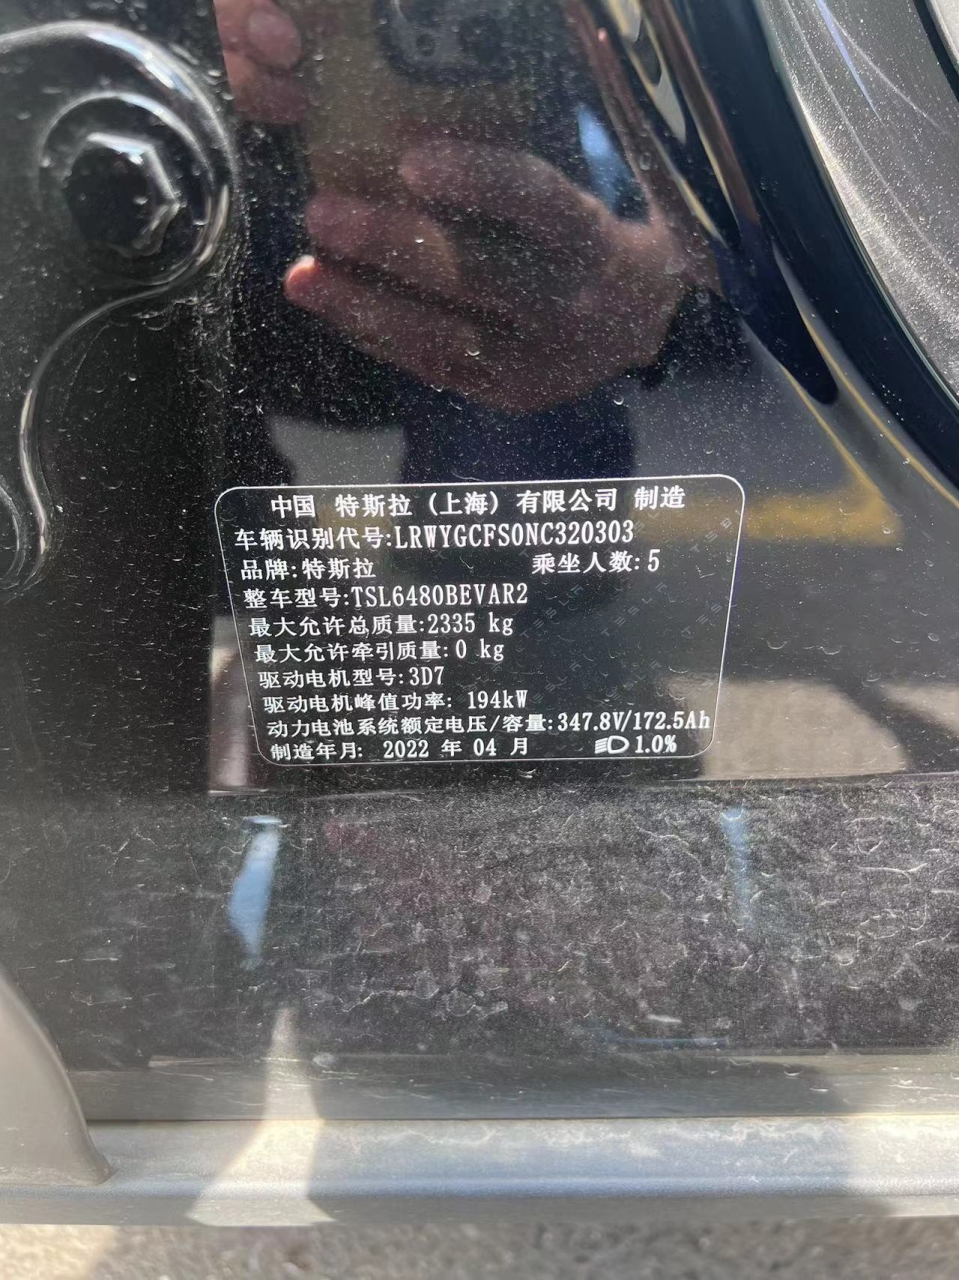 中国 特斯拉（上海）有限公司 制造
车辆识别代号:LRWYGCFS0NC320303
品牌:特斯拉 乘坐人数:5
整车型号:TSL6480BEVAR2
最大允许总质量:2335 kg
最大允许牵引质量:0 kg
驱动电机型号:3D7
驱动电机峰值功率: 194kW
动力电池系统额定电压/容量:347.8V/172.5Ah
制造年月: 2022 年 04 月 1.0%